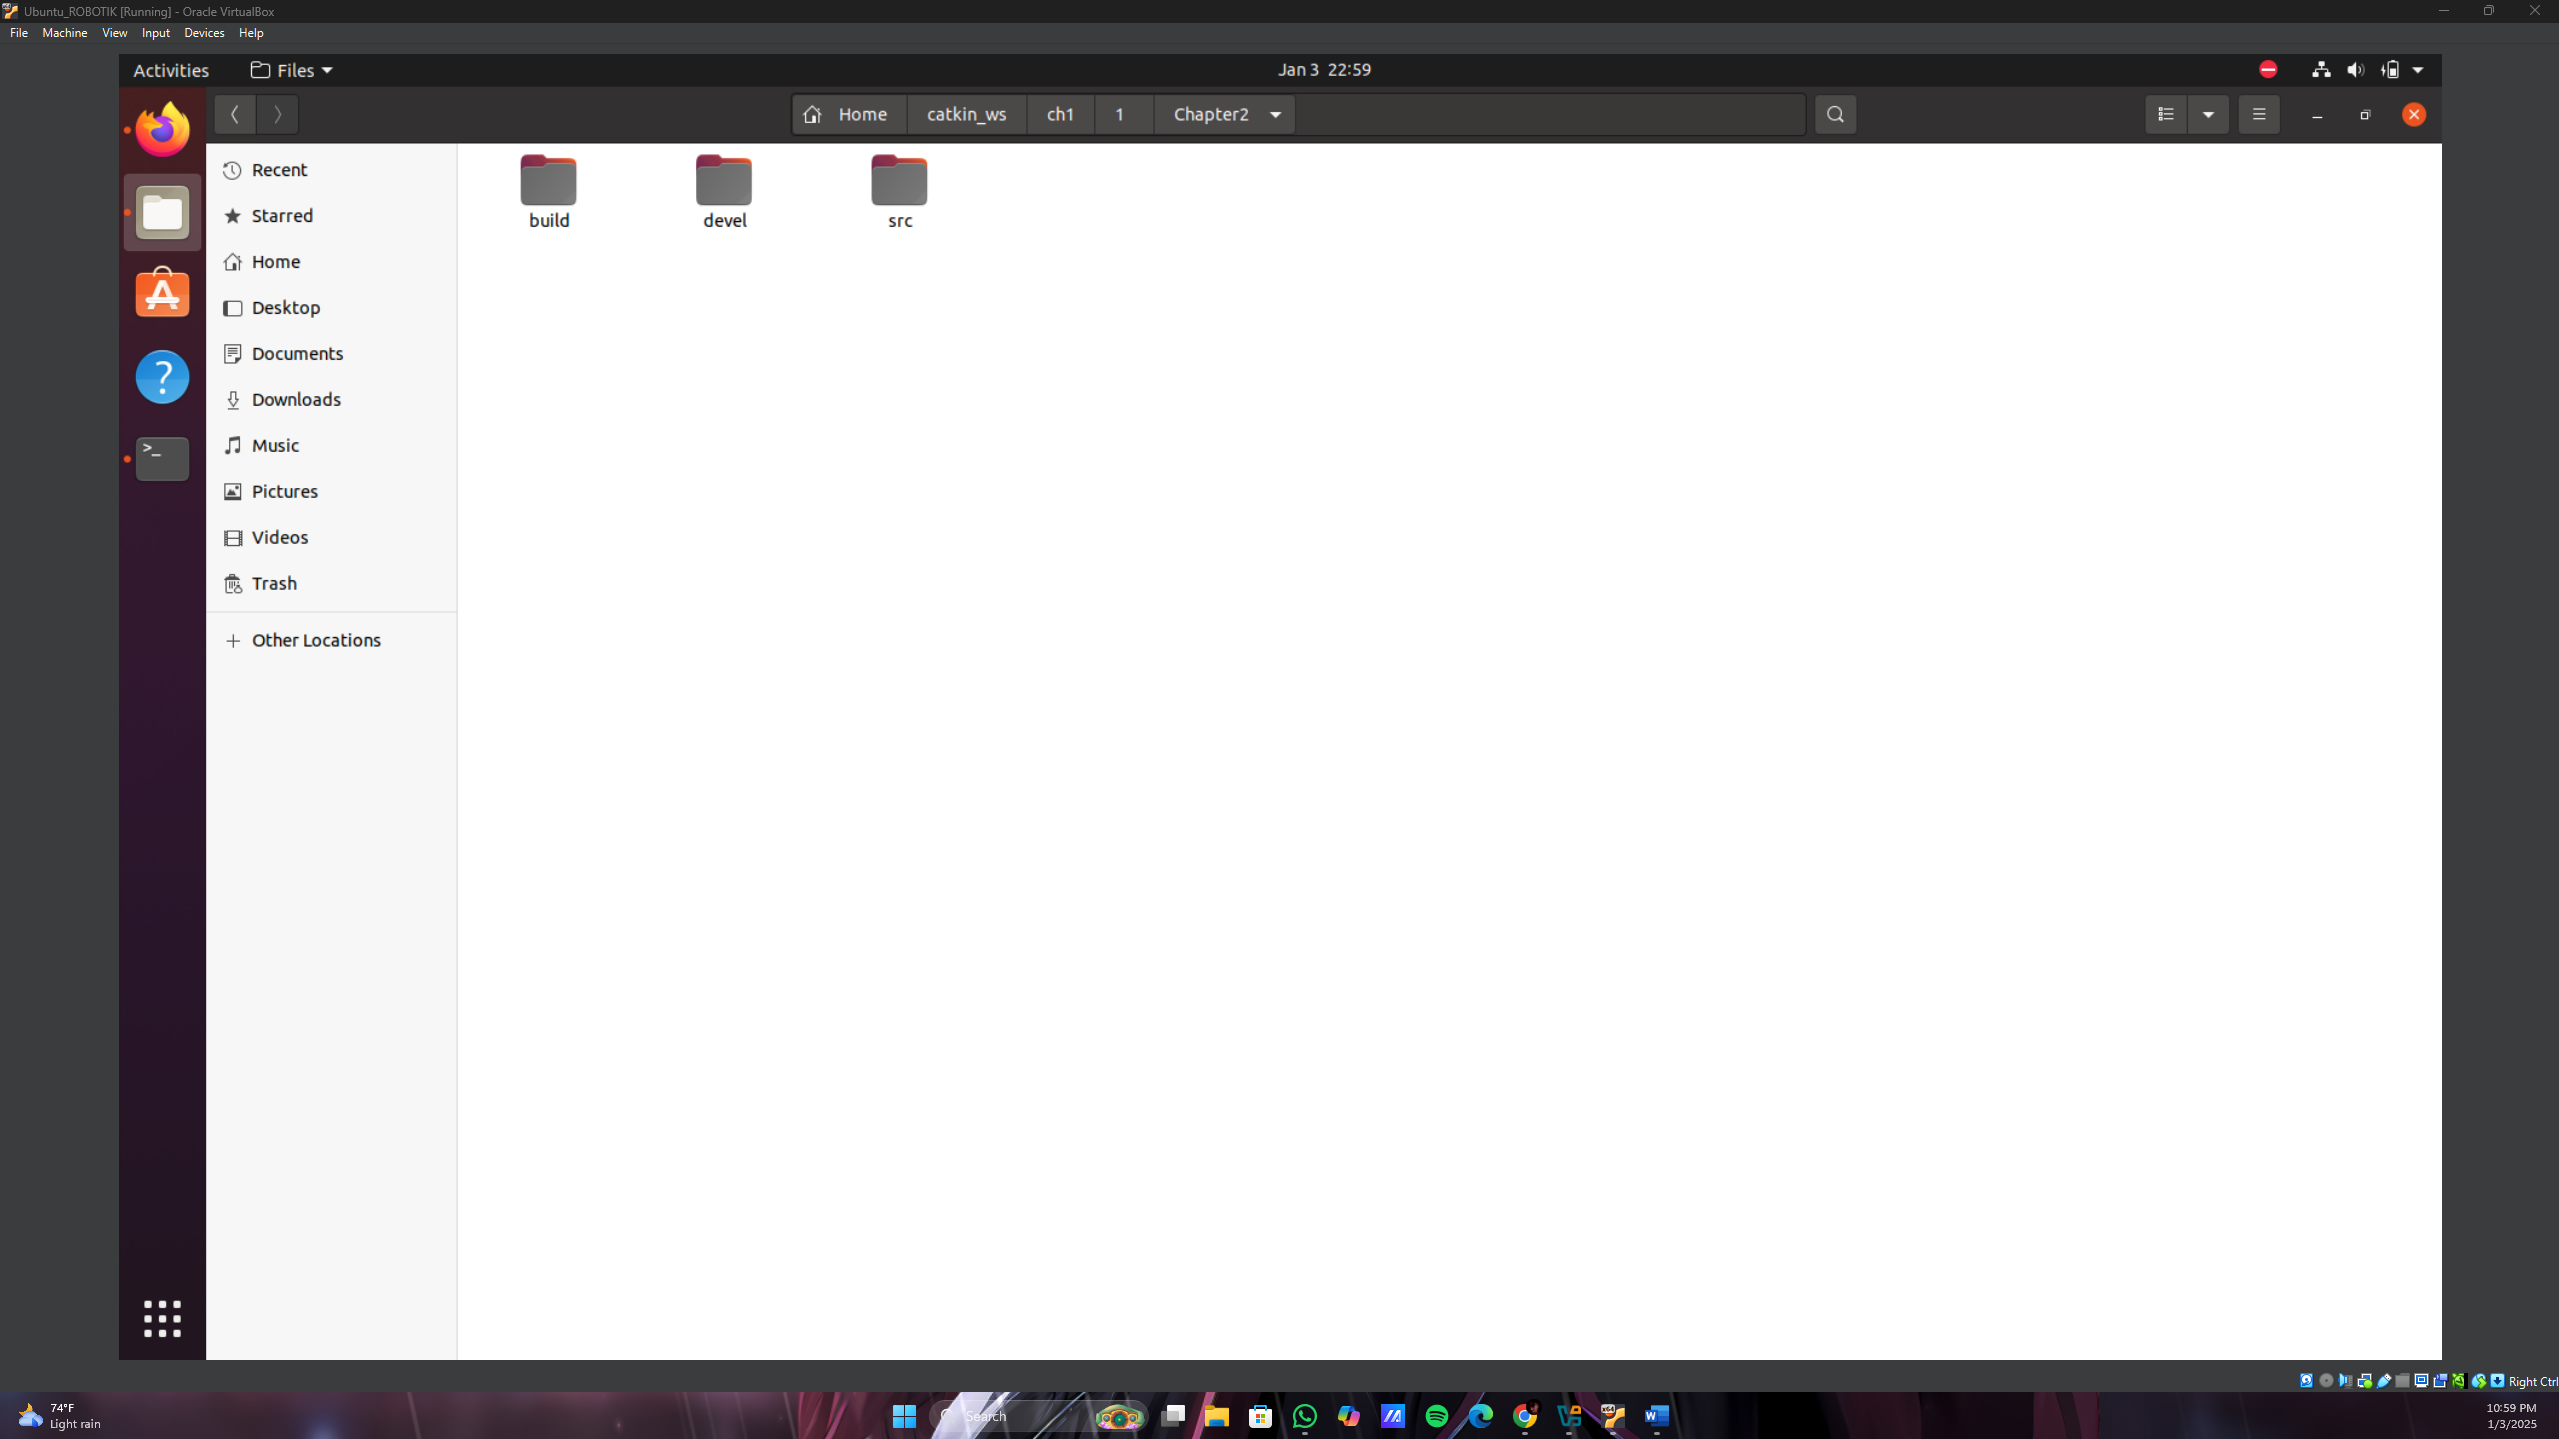 Ubuntu_ROBOTIK [Running] - Oracle VirtualBox
File Machine View Input Devices Help
Activities Files Jan 3 22:59
Home catkin_ws ch1 1 Chapter2
Recent
Starred
Home
Desktop
Documents
Downloads
Music
Pictures
Videos
Trash
Other Locations
build devel src
Right Ctrl
74°F
Light rain
Search
10:59 PM
1/3/2025